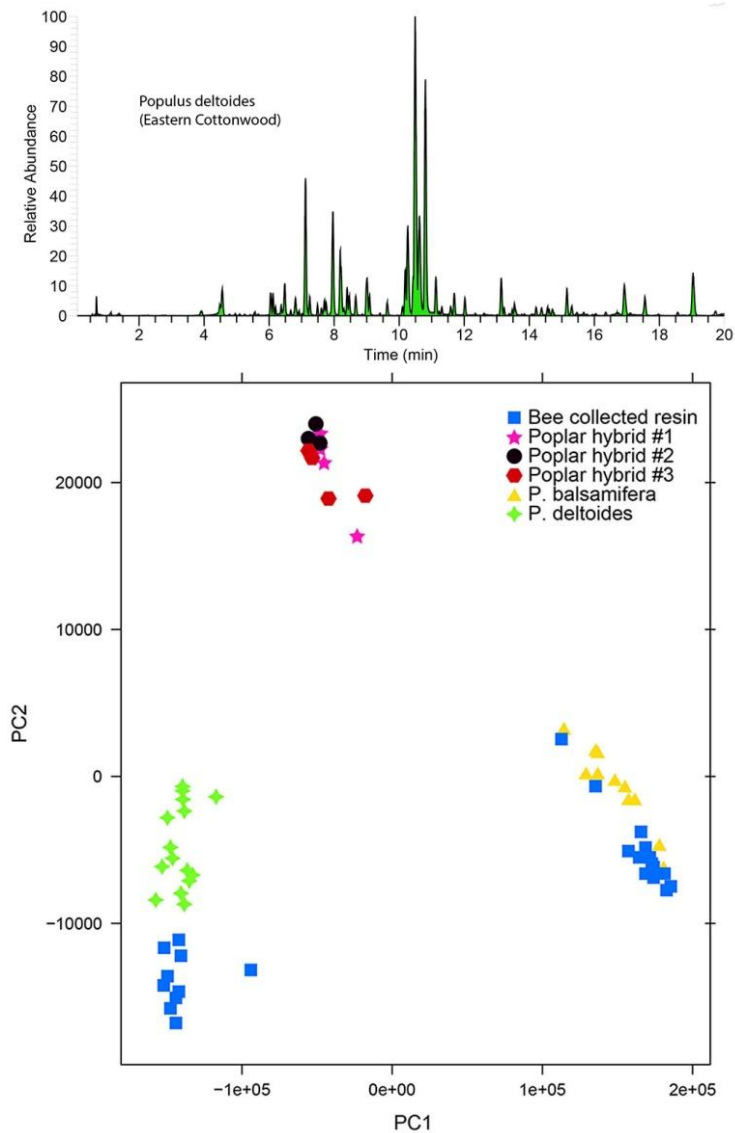 100
90
80
70
60
50
40
30
20
10
0
Relative Abundance
Populus deltoides
(Eastern Cottonwood)
2 4 6 8 10 12 14 16 18 20
Time (min)
Bee collected resin
Poplar hybrid #1
Poplar hybrid #2
Poplar hybrid #3
P. balsamifera
P. deltoides
20000
10000
0
−10000
PC2
−1e+05 0e+00 1e+05 2e+05
PC1